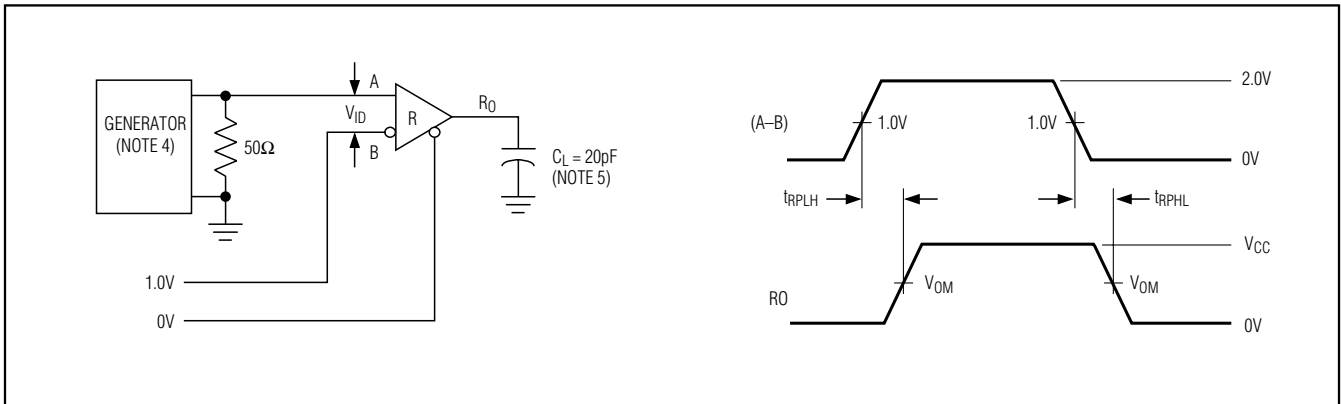 GENERATOR
(NOTE 4)
50Ω
A
V_ID
B
R
R_O
C_L = 20pF
(NOTE 5)
1.0V
0V
(A–B)
1.0V
1.0V
2.0V
0V
t_RPLH
t_RPHL
RO
V_OM
V_OM
V_CC
0V